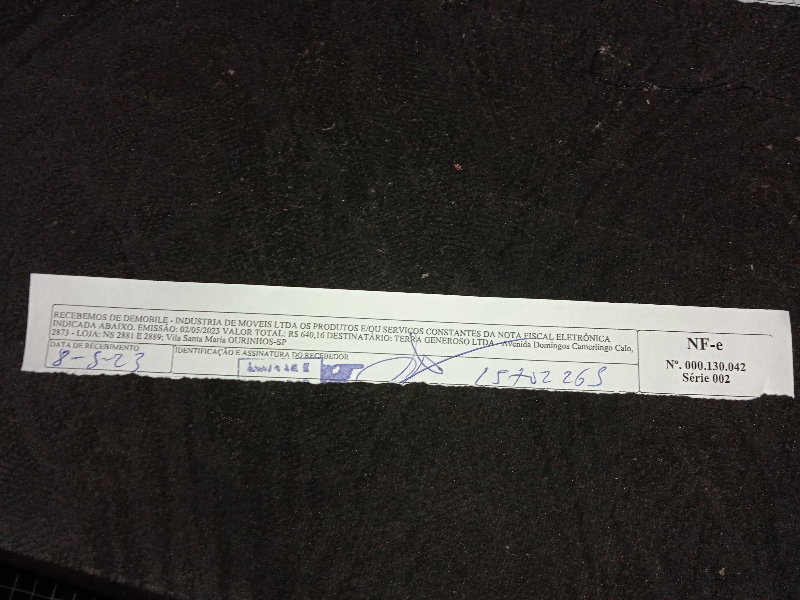 RECEBEMOS DE DEMOBILE - INDUSTRIA DE MOVEIS LTDA OS PRODUTOS E/OU SERVIÇOS CONSTANTES DA NOTA FISCAL ELETRÔNICA
INDICADA ABAIXO. EMISSÃO: 02/05/2023 VALOR TOTAL: R$ 640,16 DESTINATÁRIO: TERRA GENEROSO LTDA - Avenida Domingos Camerlingo Calo,
2873 - LOJA: NS 2881 E 2889; Vila Santa Maria OURINHOS-SP
DATA DE RECEBIMENTO
8-5-23
IDENTIFICAÇÃO E ASSINATURA DO RECEBEDOR
15702265
NF-e
Nº. 000.130.042
Série 002